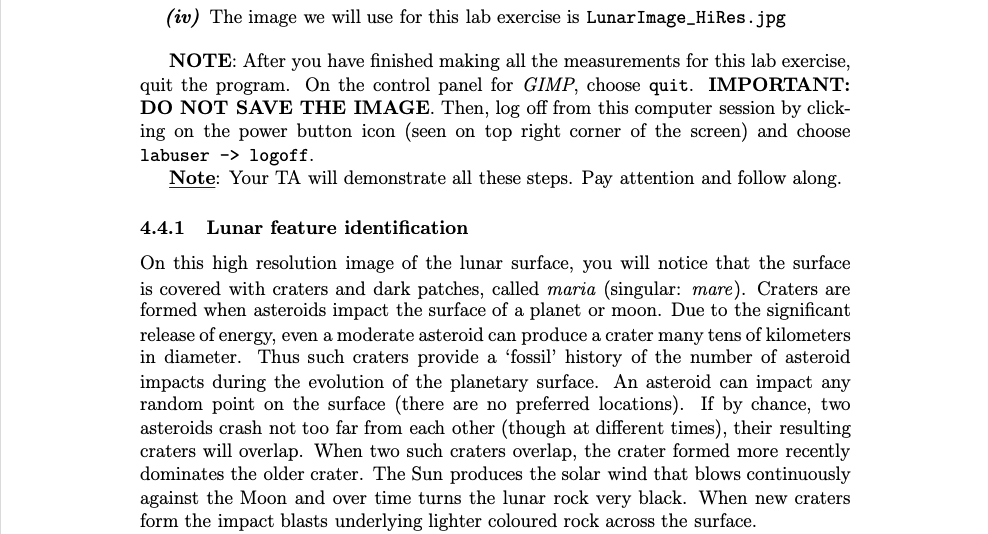 (iv) The image we will use for this lab exercise is LunarImage_HiRes.jpg
NOTE: After you have finished making all the measurements for this lab exercise,
quit the program. On the control panel for GIMP, choose quit. IMPORTANT:
DO NOT SAVE THE IMAGE. Then, log off from this computer session by click-
ing on the power button icon (seen on top right corner of the screen) and choose
labuser -> logoff.
Note: Your TA will demonstrate all these steps. Pay attention and follow along.
4.4.1 Lunar feature identification
On this high resolution image of the lunar surface, you will notice that the surface
is covered with craters and dark patches, called maria (singular: mare). Craters are
formed when asteroids impact the surface of a planet or moon. Due to the significant
release of energy, even a moderate asteroid can produce a crater many tens of kilometers
in diameter. Thus such craters provide a ‘fossil’ history of the number of asteroid
impacts during the evolution of the planetary surface. An asteroid can impact any
random point on the surface (there are no preferred locations). If by chance, two
asteroids crash not too far from each other (though at different times), their resulting
craters will overlap. When two such craters overlap, the crater formed more recently
dominates the older crater. The Sun produces the solar wind that blows continuously
against the Moon and over time turns the lunar rock very black. When new craters
form the impact blasts underlying lighter coloured rock across the surface.